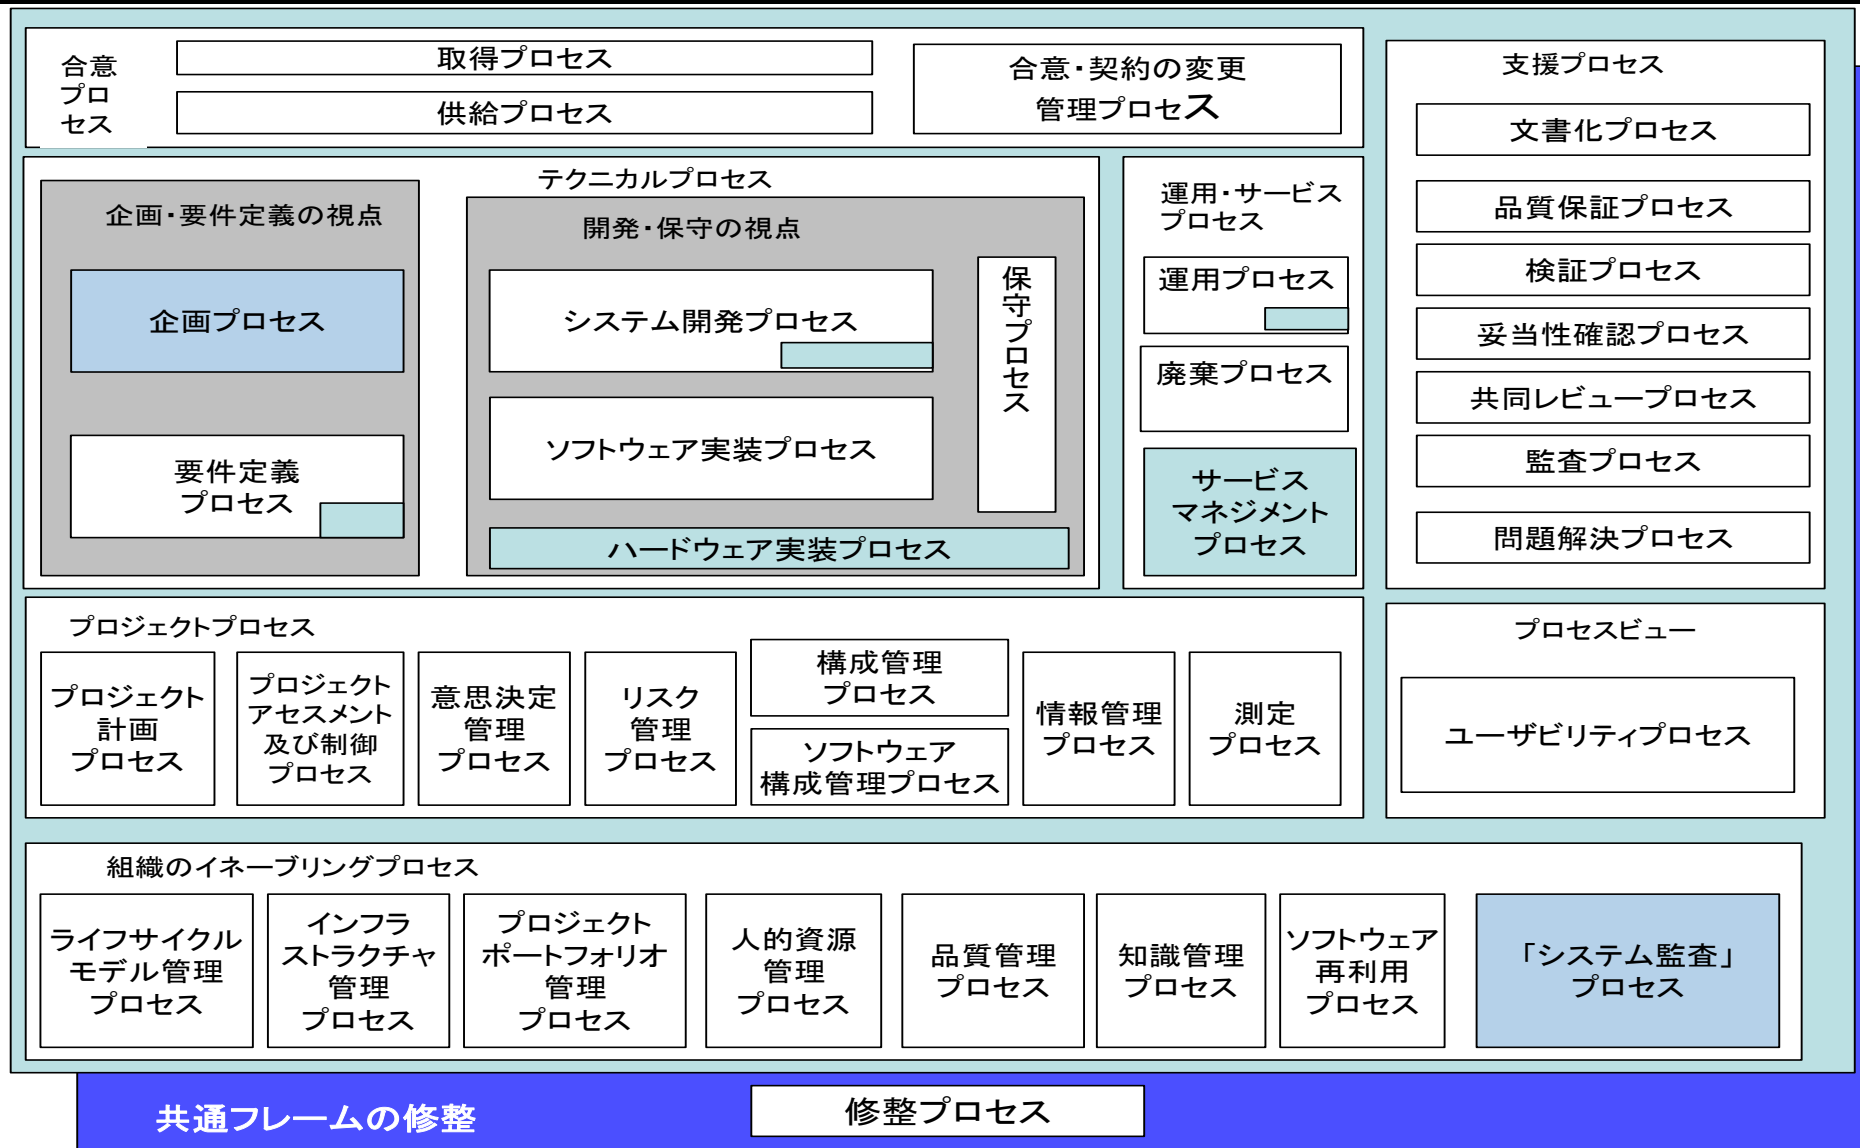 合意
プロ
セス
取得プロセス
供給プロセス
合意・契約の変更
管理プロセス
テクニカルプロセス
企画・要件定義の視点
企画プロセス
要件定義
プロセス
開発・保守の視点
システム開発プロセス
ソフトウェア実装プロセス
保守プロセス
ハードウェア実装プロセス
運用・サービス
プロセス
運用プロセス
廃棄プロセス
サービス
マネジメント
プロセス
支援プロセス
文書化プロセス
品質保証プロセス
検証プロセス
妥当性確認プロセス
共同レビュープロセス
監査プロセス
問題解決プロセス
プロジェクトプロセス
プロジェクト
計画
プロセス
プロジェクト
アセスメント
及び制御
プロセス
意思決定
管理
プロセス
リスク
管理
プロセス
構成管理
プロセス
ソフトウェア
構成管理プロセス
情報管理
プロセス
測定
プロセス
プロセスビュー
ユーザビリティプロセス
組織のイネーブリングプロセス
ライフサイクル
モデル管理
プロセス
インフラ
ストラクチャ
管理
プロセス
プロジェクト
ポートフォリオ
管理
プロセス
人的資源
管理
プロセス
品質管理
プロセス
知識管理
プロセス
ソフトウェア
再利用
プロセス
「システム監査」
プロセス
共通フレームの修整
修整プロセス